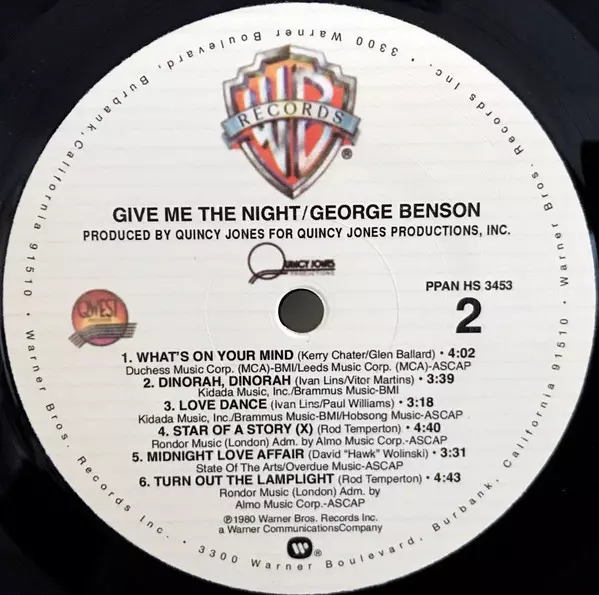 3300 Warner Boulevard, Burbank, California 91510 • Warner Bros. Records Inc. • 3300 Warner Boulevard, Burbank, California 91510 • Warner Bros. Records Inc. •
WB
RECORDS
®
GIVE ME THE NIGHT/GEORGE BENSON
PRODUCED BY QUINCY JONES FOR QUINCY JONES PRODUCTIONS, INC.
QUINCY JONES
PRODUCTIONS
PPAN HS 3453
2
QWEST
1. WHAT'S ON YOUR MIND (Kerry Chater/Glen Ballard) • 4:02
Duchess Music Corp. (MCA)-BMI/Leeds Music Corp. (MCA)-ASCAP
2. DINORAH, DINORAH (Ivan Lins/Vitor Martins) • 3:39
Kidada Music, Inc./Brammus Music-BMI
3. LOVE DANCE (Ivan Lins/Paul Williams) • 3:18
Kidada Music, Inc./Brammus Music-BMI/Hobsong Music-ASCAP
4. STAR OF A STORY (X) (Rod Temperton) • 4:40
Rondor Music (London) Adm. by Almo Music Corp.-ASCAP
5. MIDNIGHT LOVE AFFAIR (David "Hawk" Wolinski) • 3:31
State Of The Arts/Overdue Music-ASCAP
6. TURN OUT THE LAMPLIGHT (Rod Temperton) • 4:43
Rondor Music (London) Adm. by
Almo Music Corp.-ASCAP
℗1980 Warner Bros. Records Inc.
a Warner CommunicationsCompany
®